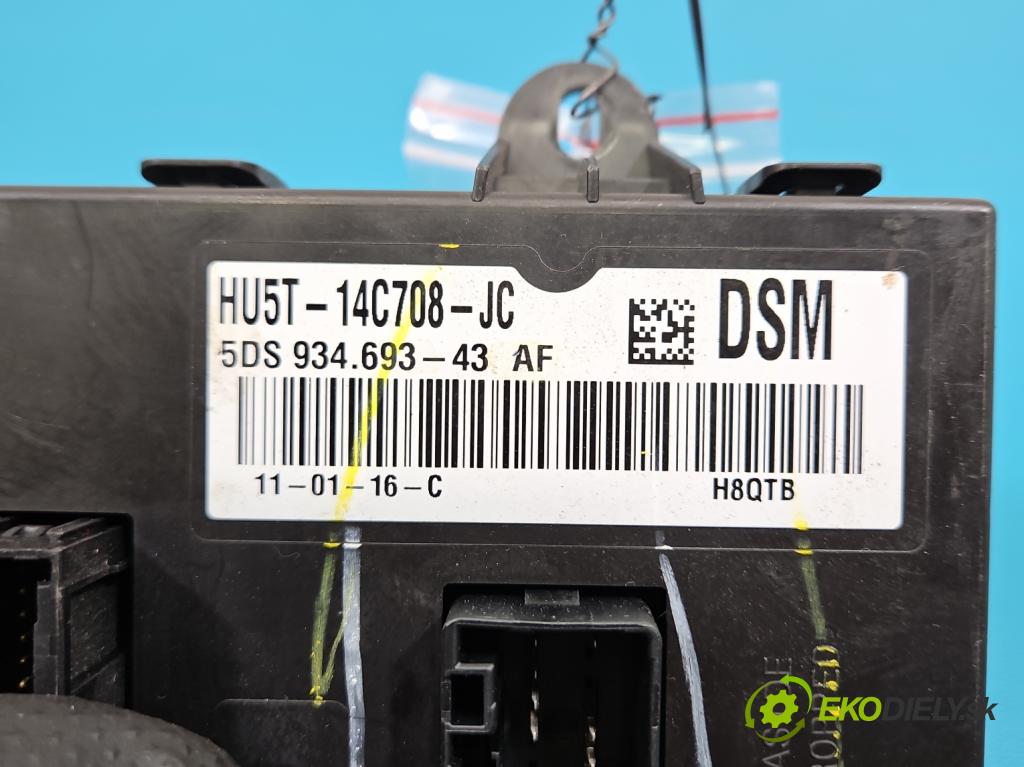 HU5T-14C708-JC
DSM
5DS 934.693-43 AF
11-01-16-C
H8QTB
EKODIELY.sk